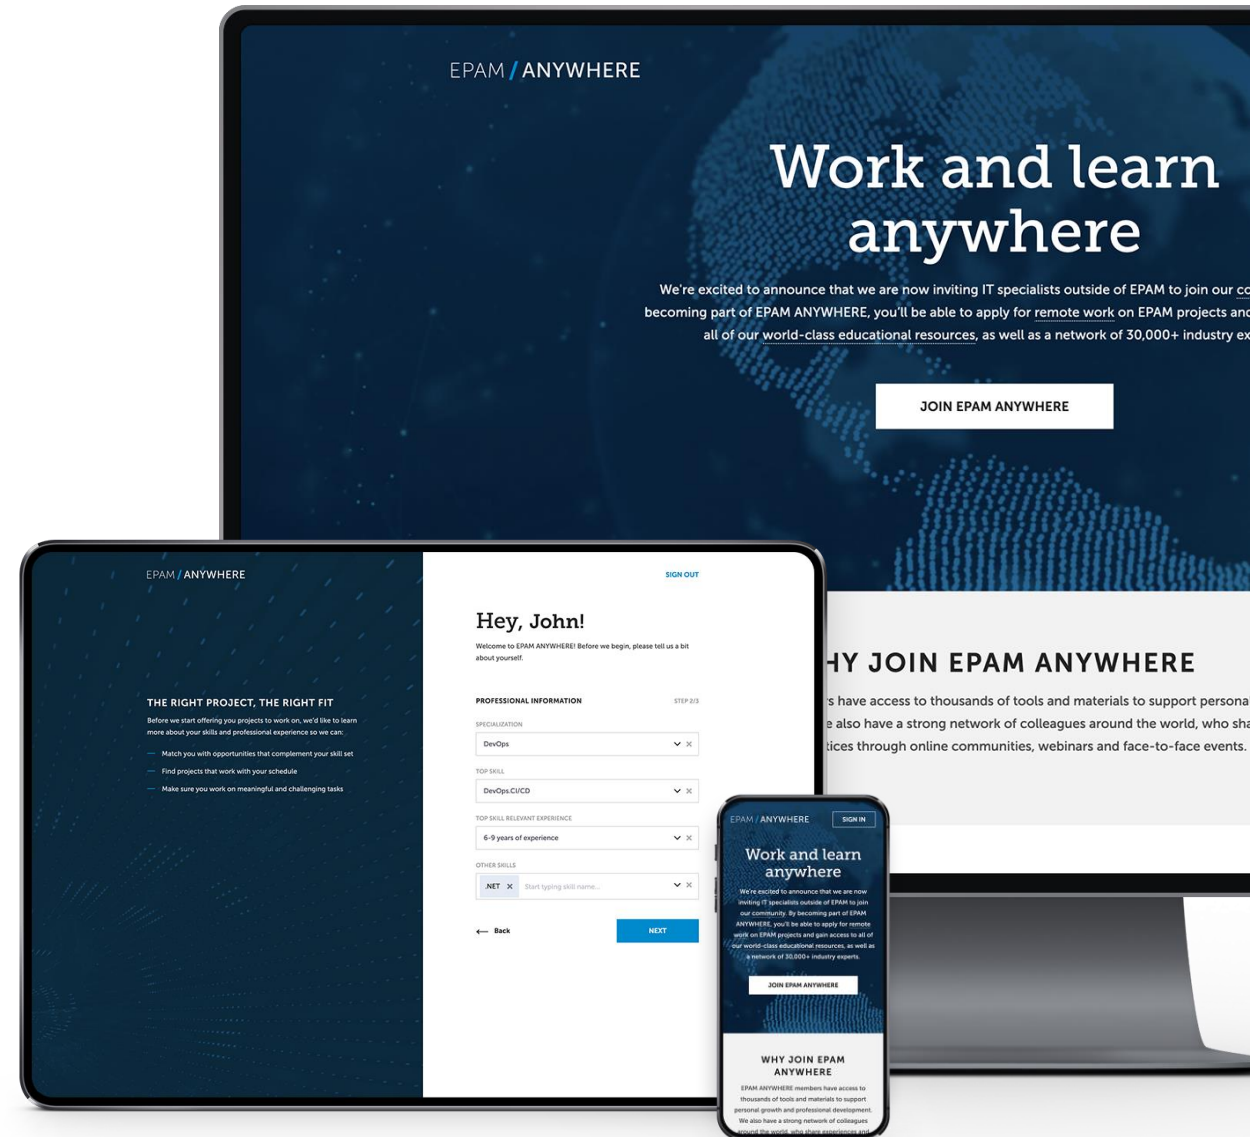 EPAM / ANYWHERE
Work and learn
anywhere
We're excited to announce that we are now inviting IT specialists outside of EPAM to join our
becoming part of EPAM ANYWHERE, you'll be able to apply for remote work on EPAM projects and
all of our world-class educational resources, as well as a network of 30,000+ industry
JOIN EPAM ANYWHERE
JOIN EPAM ANYWHERE
have access to thousands of tools and materials to support
also have a strong network of colleagues around the world, who
through online communities, webinars and face-to-face events.
EPAM / ANYWHERE
THE RIGHT PROJECT, THE RIGHT FIT
Before we start offering you projects to work on, we'd like to learn
more about your skills and professional experience so we can:
— Match you with opportunities that complement your skill set
— Find projects that work with your schedule
— Make sure you work on meaningful and challenging tasks
SIGN OUT
Hey, John!
Welcome to EPAM ANYWHERE! Before we begin, please tell us a bit
about yourself.
PROFESSIONAL INFORMATION STEP 2/3
SPECIALIZATION
DevOps
TOP SKILL
DevOps.CI/CD
TOP SKILL RELEVANT EXPERIENCE
6-9 years of experience
OTHER SKILLS
.NET Start typing skill name...
← Back NEXT
EPAM / ANYWHERE SIGN IN
Work and learn
anywhere
We're excited to announce that we are now
inviting IT specialists outside of EPAM to join
our community. By becoming part of EPAM
ANYWHERE, you'll be able to apply for remote
work on EPAM projects and gain access to all of
our world-class educational resources, as well as
a network of 30,000+ industry experts.
JOIN EPAM ANYWHERE
WHY JOIN EPAM
ANYWHERE
EPAM ANYWHERE members have access to
thousands of tools and materials to support
personal growth and professional development.
We also have a strong network of colleagues
around the world, who share experiences and